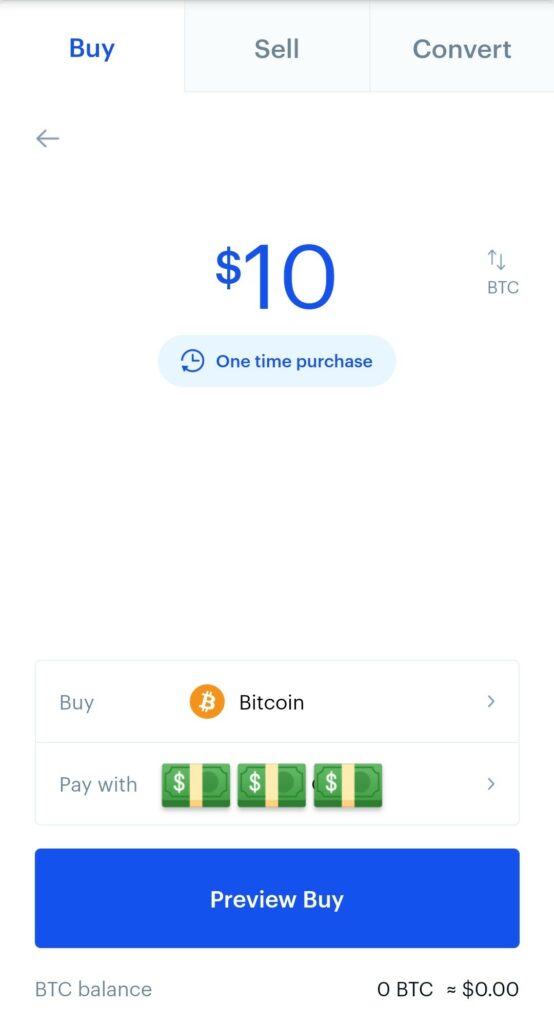 Buy Sell Convert
$10
BTC
One time purchase
Buy Bitcoin
Pay with
Preview Buy
BTC balance 0 BTC ≈ $0.00